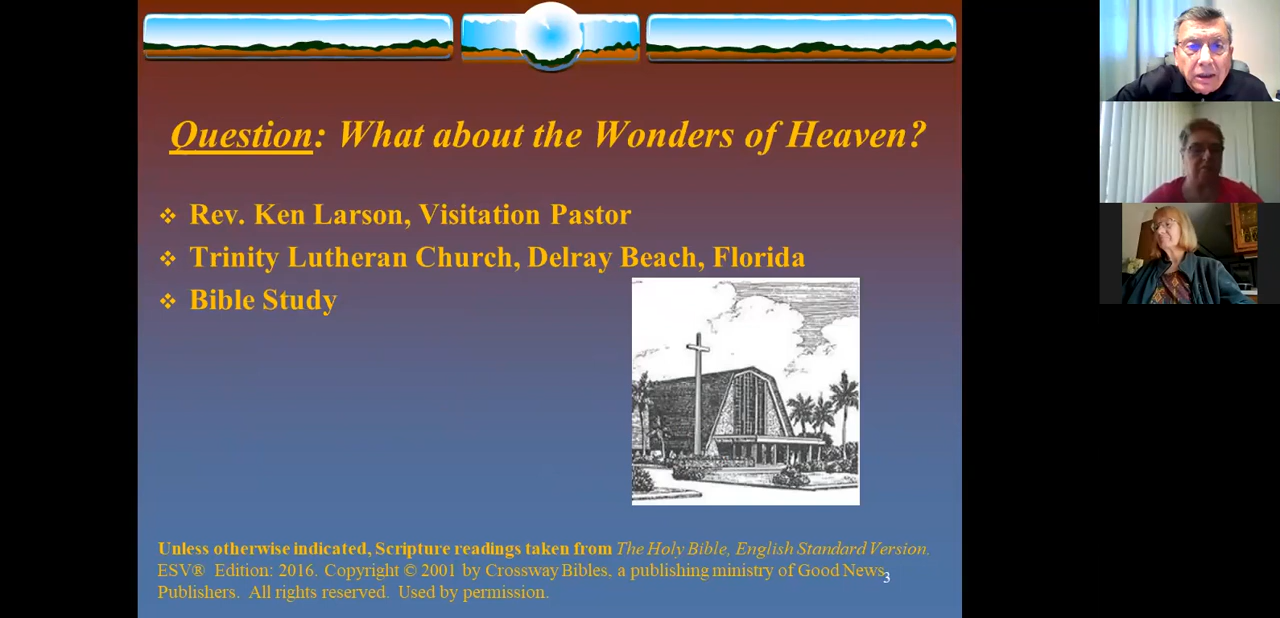 Question: What about the Wonders of Heaven?
Rev. Ken Larson, Visitation Pastor
Trinity Lutheran Church, Delray Beach, Florida
Bible Study
Unless otherwise indicated, Scripture readings taken from The Holy Bible, English Standard Version.
ESV® Edition: 2016. Copyright © 2001 by Crossway Bibles, a publishing ministry of Good News
Publishers. All rights reserved. Used by permission.
3